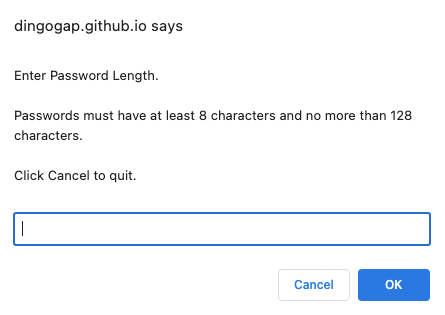 dingogap.github.io says
Enter Password Length.
Passwords must have at least 8 characters and no more than 128
characters.
Click Cancel to quit.
Cancel
OK